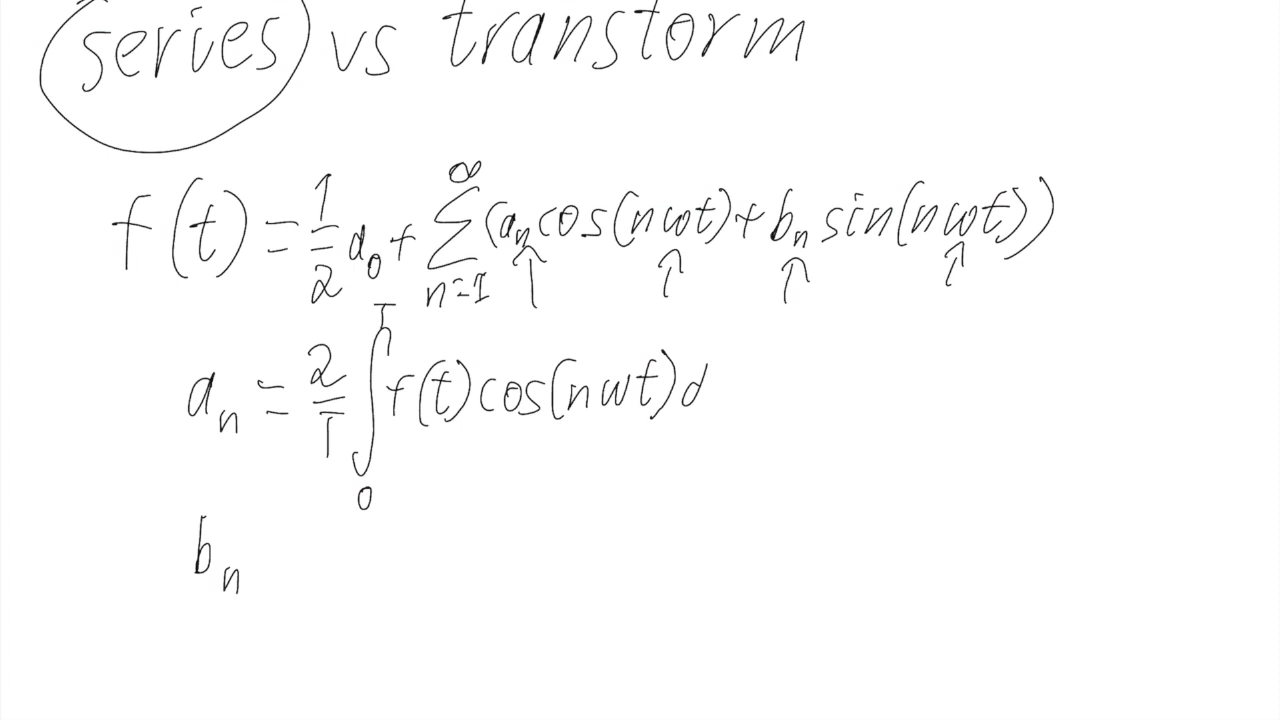 series vs transform
f(t) = 1/2 a₀ + ∑_{n=1}^{∞} (aₙ cos(nωt) + bₙ sin(nωt))
aₙ = 2/T ∫₀ᵀ f(t) cos(nωt) d
bₙ